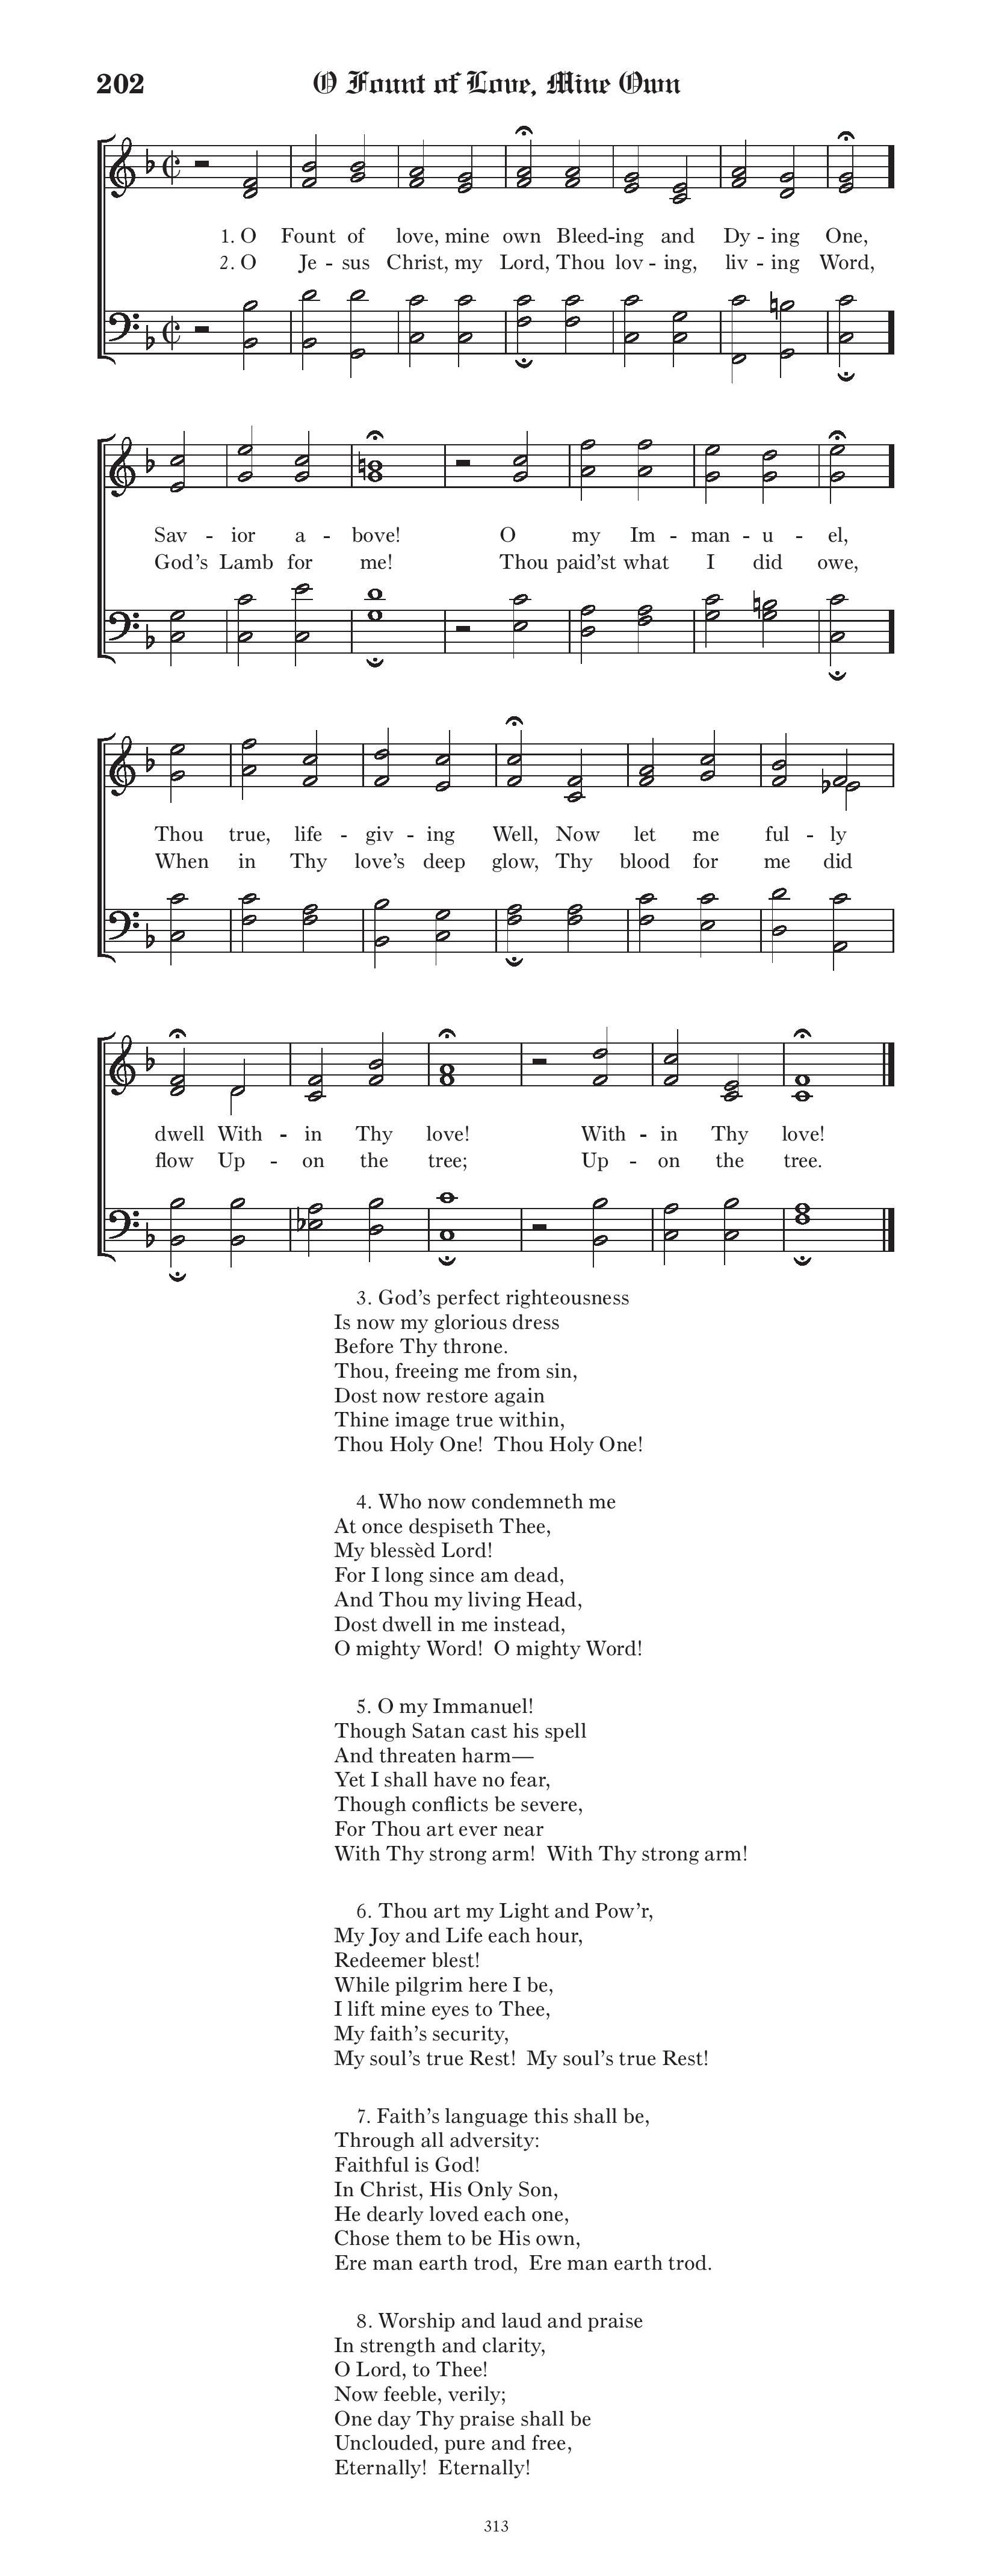 202 O Fount of Love, Mine Own
1. O Fount of love, mine own Bleed-ing and Dy - ing One,
2. O Je - sus Christ, my Lord, Thou lov - ing, liv - ing Word,
Sav - ior a - bove! O my Im - man - u - el,
God’s Lamb for me! Thou paid’st what I did owe,
Thou true, life - giv - ing Well, Now let me ful - ly
When in Thy love’s deep glow, Thy blood for me did
dwell With - in Thy love! With - in Thy love!
flow Up - on the tree; Up - on the tree.
3. God’s perfect righteousness
Is now my glorious dress
Before Thy throne.
Thou, freeing me from sin,
Dost now restore again
Thine image true within,
Thou Holy One! Thou Holy One!
4. Who now condemneth me
At once despiseth Thee,
My blessèd Lord!
For I long since am dead,
And Thou my living Head,
Dost dwell in me instead,
O mighty Word! O mighty Word!
5. O my Immanuel!
Though Satan cast his spell
And threaten harm—
Yet I shall have no fear,
Though conflicts be severe,
For Thou art ever near
With Thy strong arm! With Thy strong arm!
6. Thou art my Light and Pow’r,
My Joy and Life each hour,
Redeemer blest!
While pilgrim here I be,
I lift mine eyes to Thee,
My faith’s security,
My soul’s true Rest! My soul’s true Rest!
7. Faith’s language this shall be,
Through all adversity:
Faithful is God!
In Christ, His Only Son,
He dearly loved each one,
Chose them to be His own,
Ere man earth trod, Ere man earth trod.
8. Worship and laud and praise
In strength and clarity,
O Lord, to Thee!
Now feeble, verily;
One day Thy praise shall be
Unclouded, pure and free,
Eternally! Eternally!
313